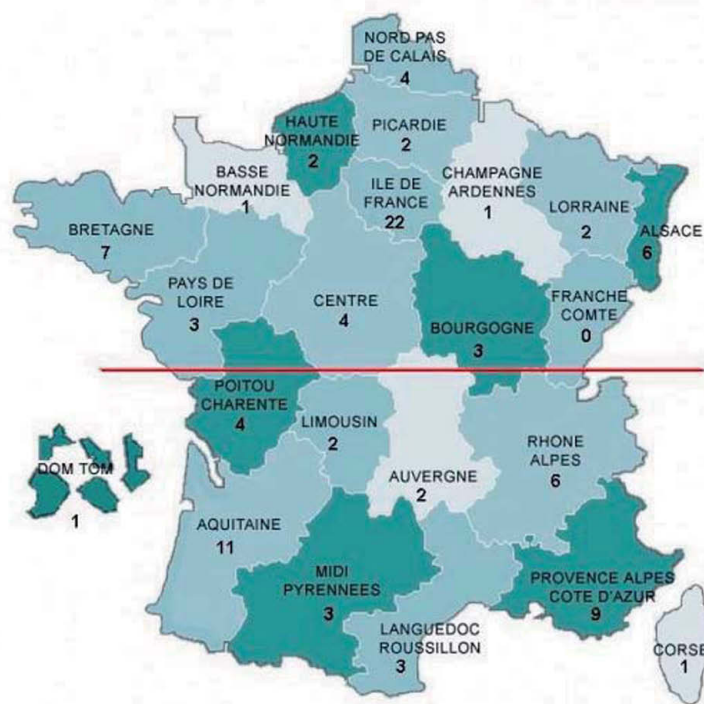 NORD PAS
DE CALAIS
4
HAUTE
NORMANDIE
2
PICARDIE
2
BASSE
NORMANDIE
1
ILE DE
FRANCE
22
CHAMPAGNE
ARDENNES
1
LORRAINE
2
ALSACE
6
BRETAGNE
7
PAYS DE
LOIRE
3
CENTRE
4
BOURGOGNE
3
FRANCHE
COMTE
0
POITOU
CHARENTE
4
LIMOUSIN
2
AUVERGNE
2
RHONE
ALPES
6
DOM TOM
1
AQUITAINE
11
MIDI
PYRENNEES
3
LANGUEDOC
ROUSSILLON
3
PROVENCE ALPES
COTE D'AZUR
9
CORSE
1